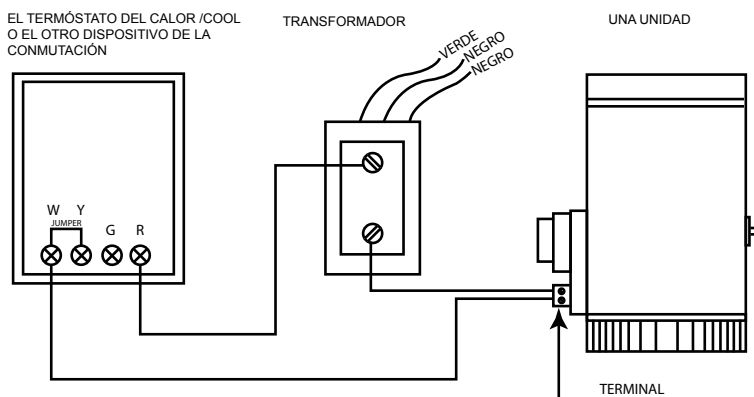 EL TERMÓSTATO DEL CALOR /COOL
O EL OTRO DISPOSITIVO DE LA
CONMUTACIÓN
TRANSFORMADOR
UNA UNIDAD
VERDE
NEGRO
NEGRO
W Y
JUMPER
G R
TERMINAL